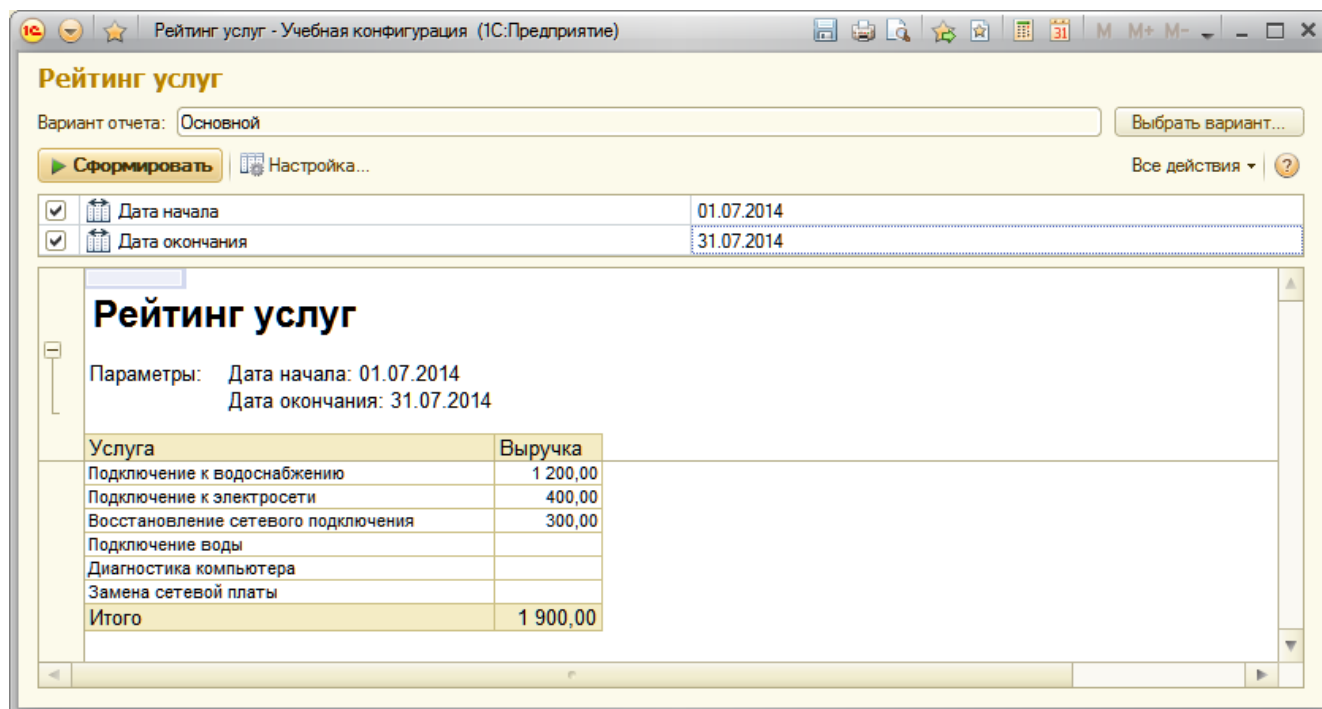 1С Рейтинг услуг - Учебная конфигурация (1С:Предприятие) 31 M M+ M-
Рейтинг услуг
Вариант отчета: Основной Выбрать вариант...
Сформировать Настройка... Все действия ?
Дата начала 01.07.2014
Дата окончания 31.07.2014
Рейтинг услуг
Параметры: Дата начала: 01.07.2014
Дата окончания: 31.07.2014
Услуга Выручка
Подключение к водоснабжению 1 200,00
Подключение к электросети 400,00
Восстановление сетевого подключения 300,00
Подключение воды
Диагностика компьютера
Замена сетевой платы
Итого 1 900,00